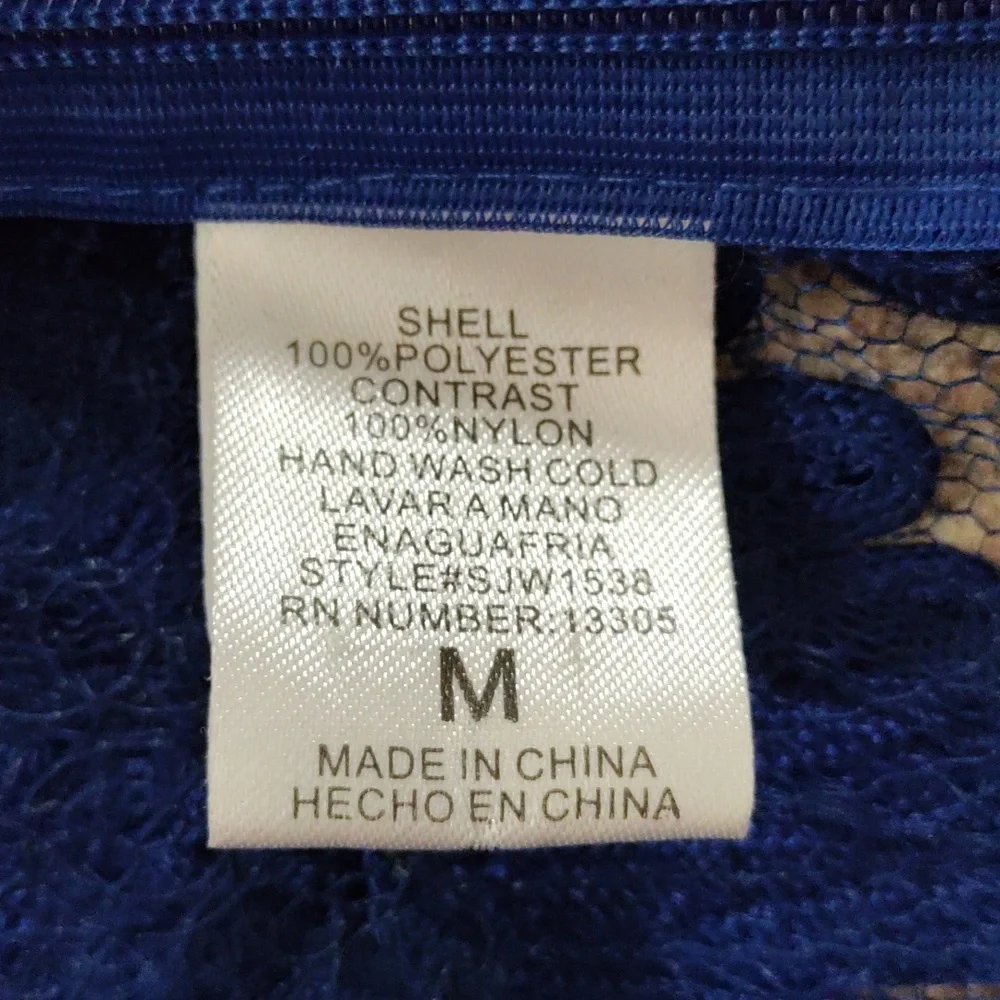 SHELL
100%POLYESTER
CONTRAST
100%NYLON
HAND WASH COLD
LAVAR A MANO
ENAGUAFRIA
STYLE#SJW1538
RN NUMBER:13305
M
MADE IN CHINA
HECHO EN CHINA